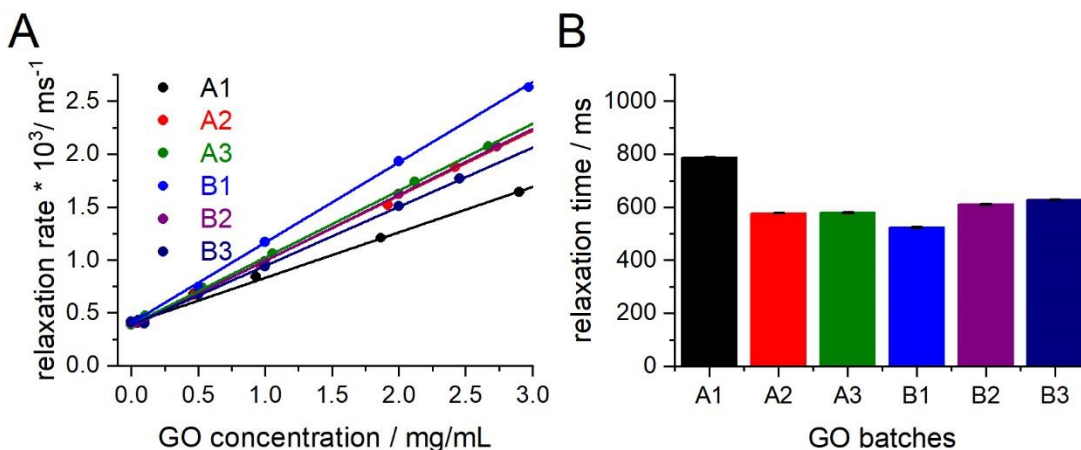 A
relaxation rate * 10³/ ms⁻¹
2.5
2.0
1.5
1.0
0.5
0.0
A1
A2
A3
B1
B2
B3
0.0 0.5 1.0 1.5 2.0 2.5 3.0
GO concentration / mg/mL
B
relaxation time / ms
1000
800
600
400
200
0
A1 A2 A3 B1 B2 B3
GO batches